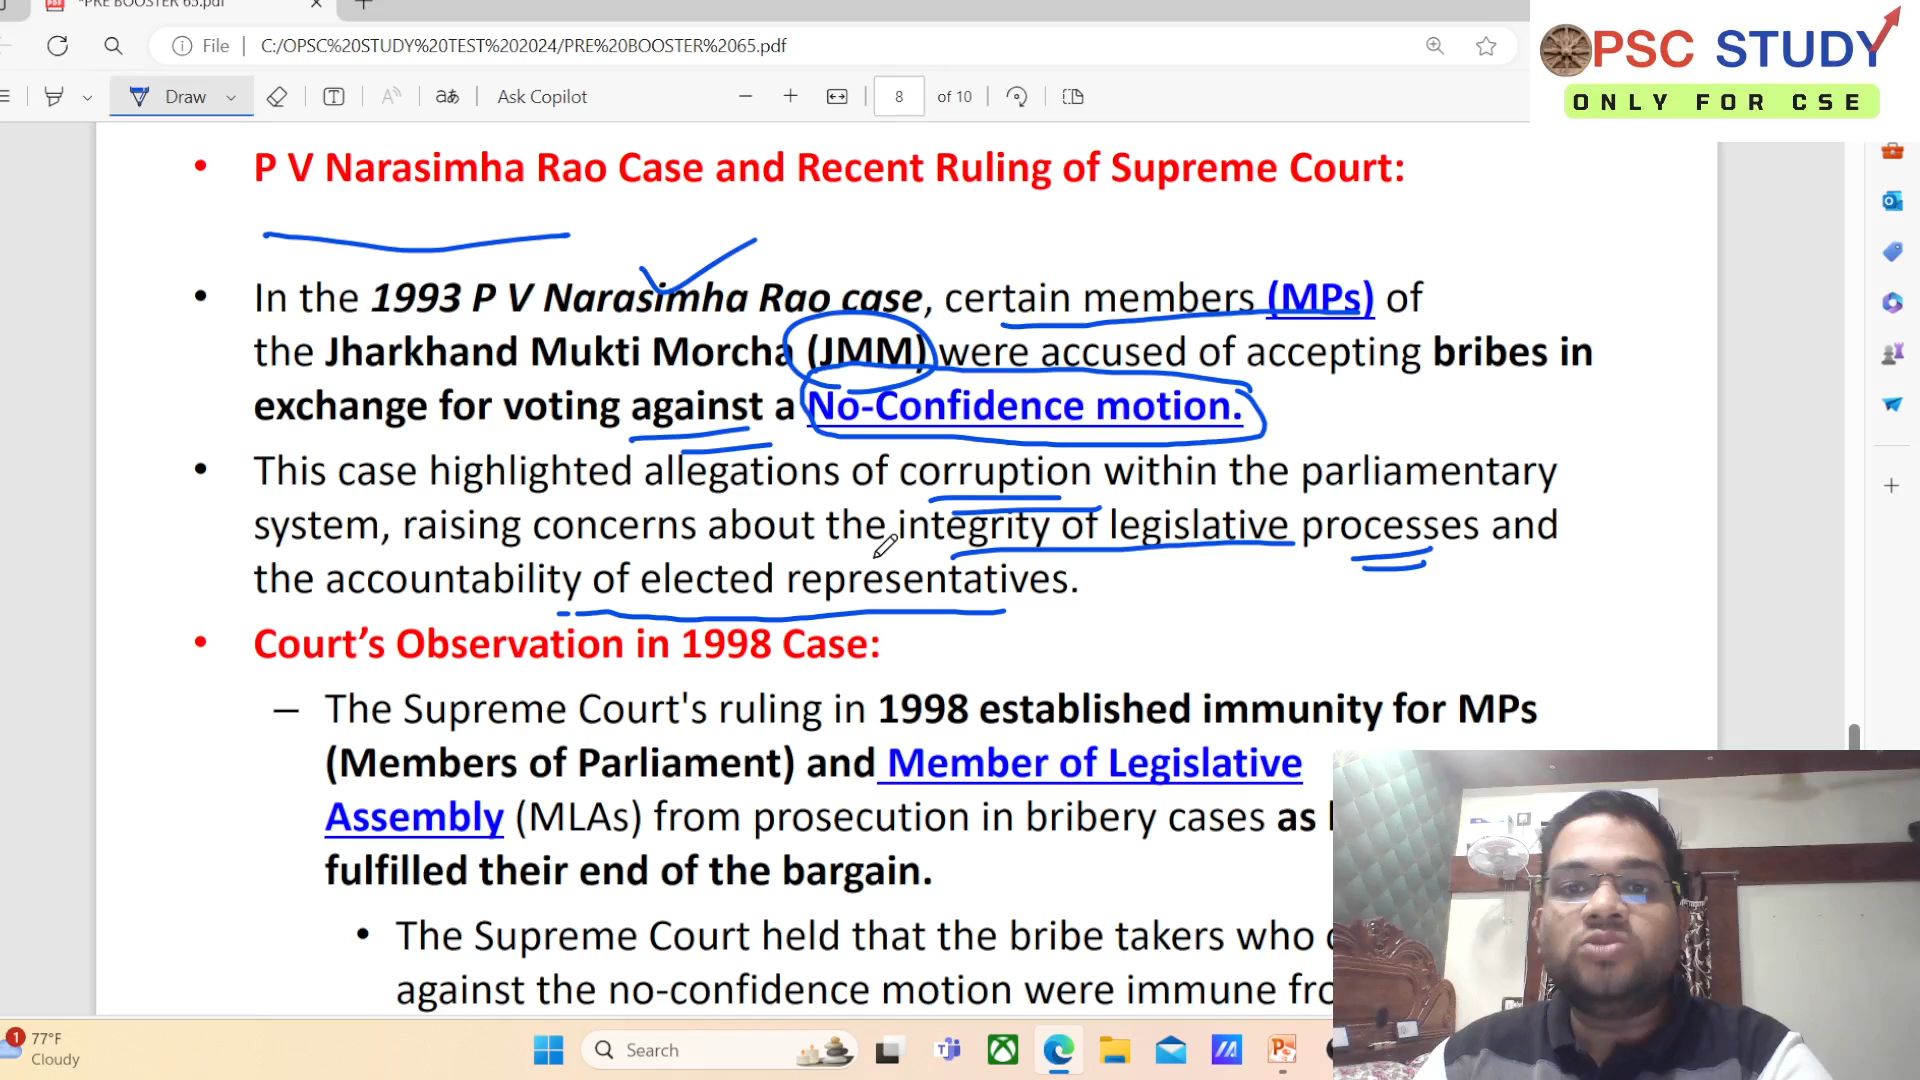 *PRE BOOSTER 65.pdf
File
C:/OPSC%20STUDY%20TEST%202024/PRE%20BOOSTER%2065.pdf
PSC STUDY
ONLY FOR CSE
Draw
Ask Copilot
8
of 10
• P V Narasimha Rao Case and Recent Ruling of Supreme Court:
• In the 1993 P V Narasimha Rao case, certain members (MPs) of
the Jharkhand Mukti Morcha (JMM) were accused of accepting bribes in
exchange for voting against a No-Confidence motion.
• This case highlighted allegations of corruption within the parliamentary
system, raising concerns about the integrity of legislative processes and
the accountability of elected representatives.
• Court's Observation in 1998 Case:
– The Supreme Court's ruling in 1998 established immunity for MPs
(Members of Parliament) and Member of Legislative
Assembly (MLAs) from prosecution in bribery cases as
fulfilled their end of the bargain.
• The Supreme Court held that the bribe takers who
against the no-confidence motion were immune
1
77°F
Cloudy
Search